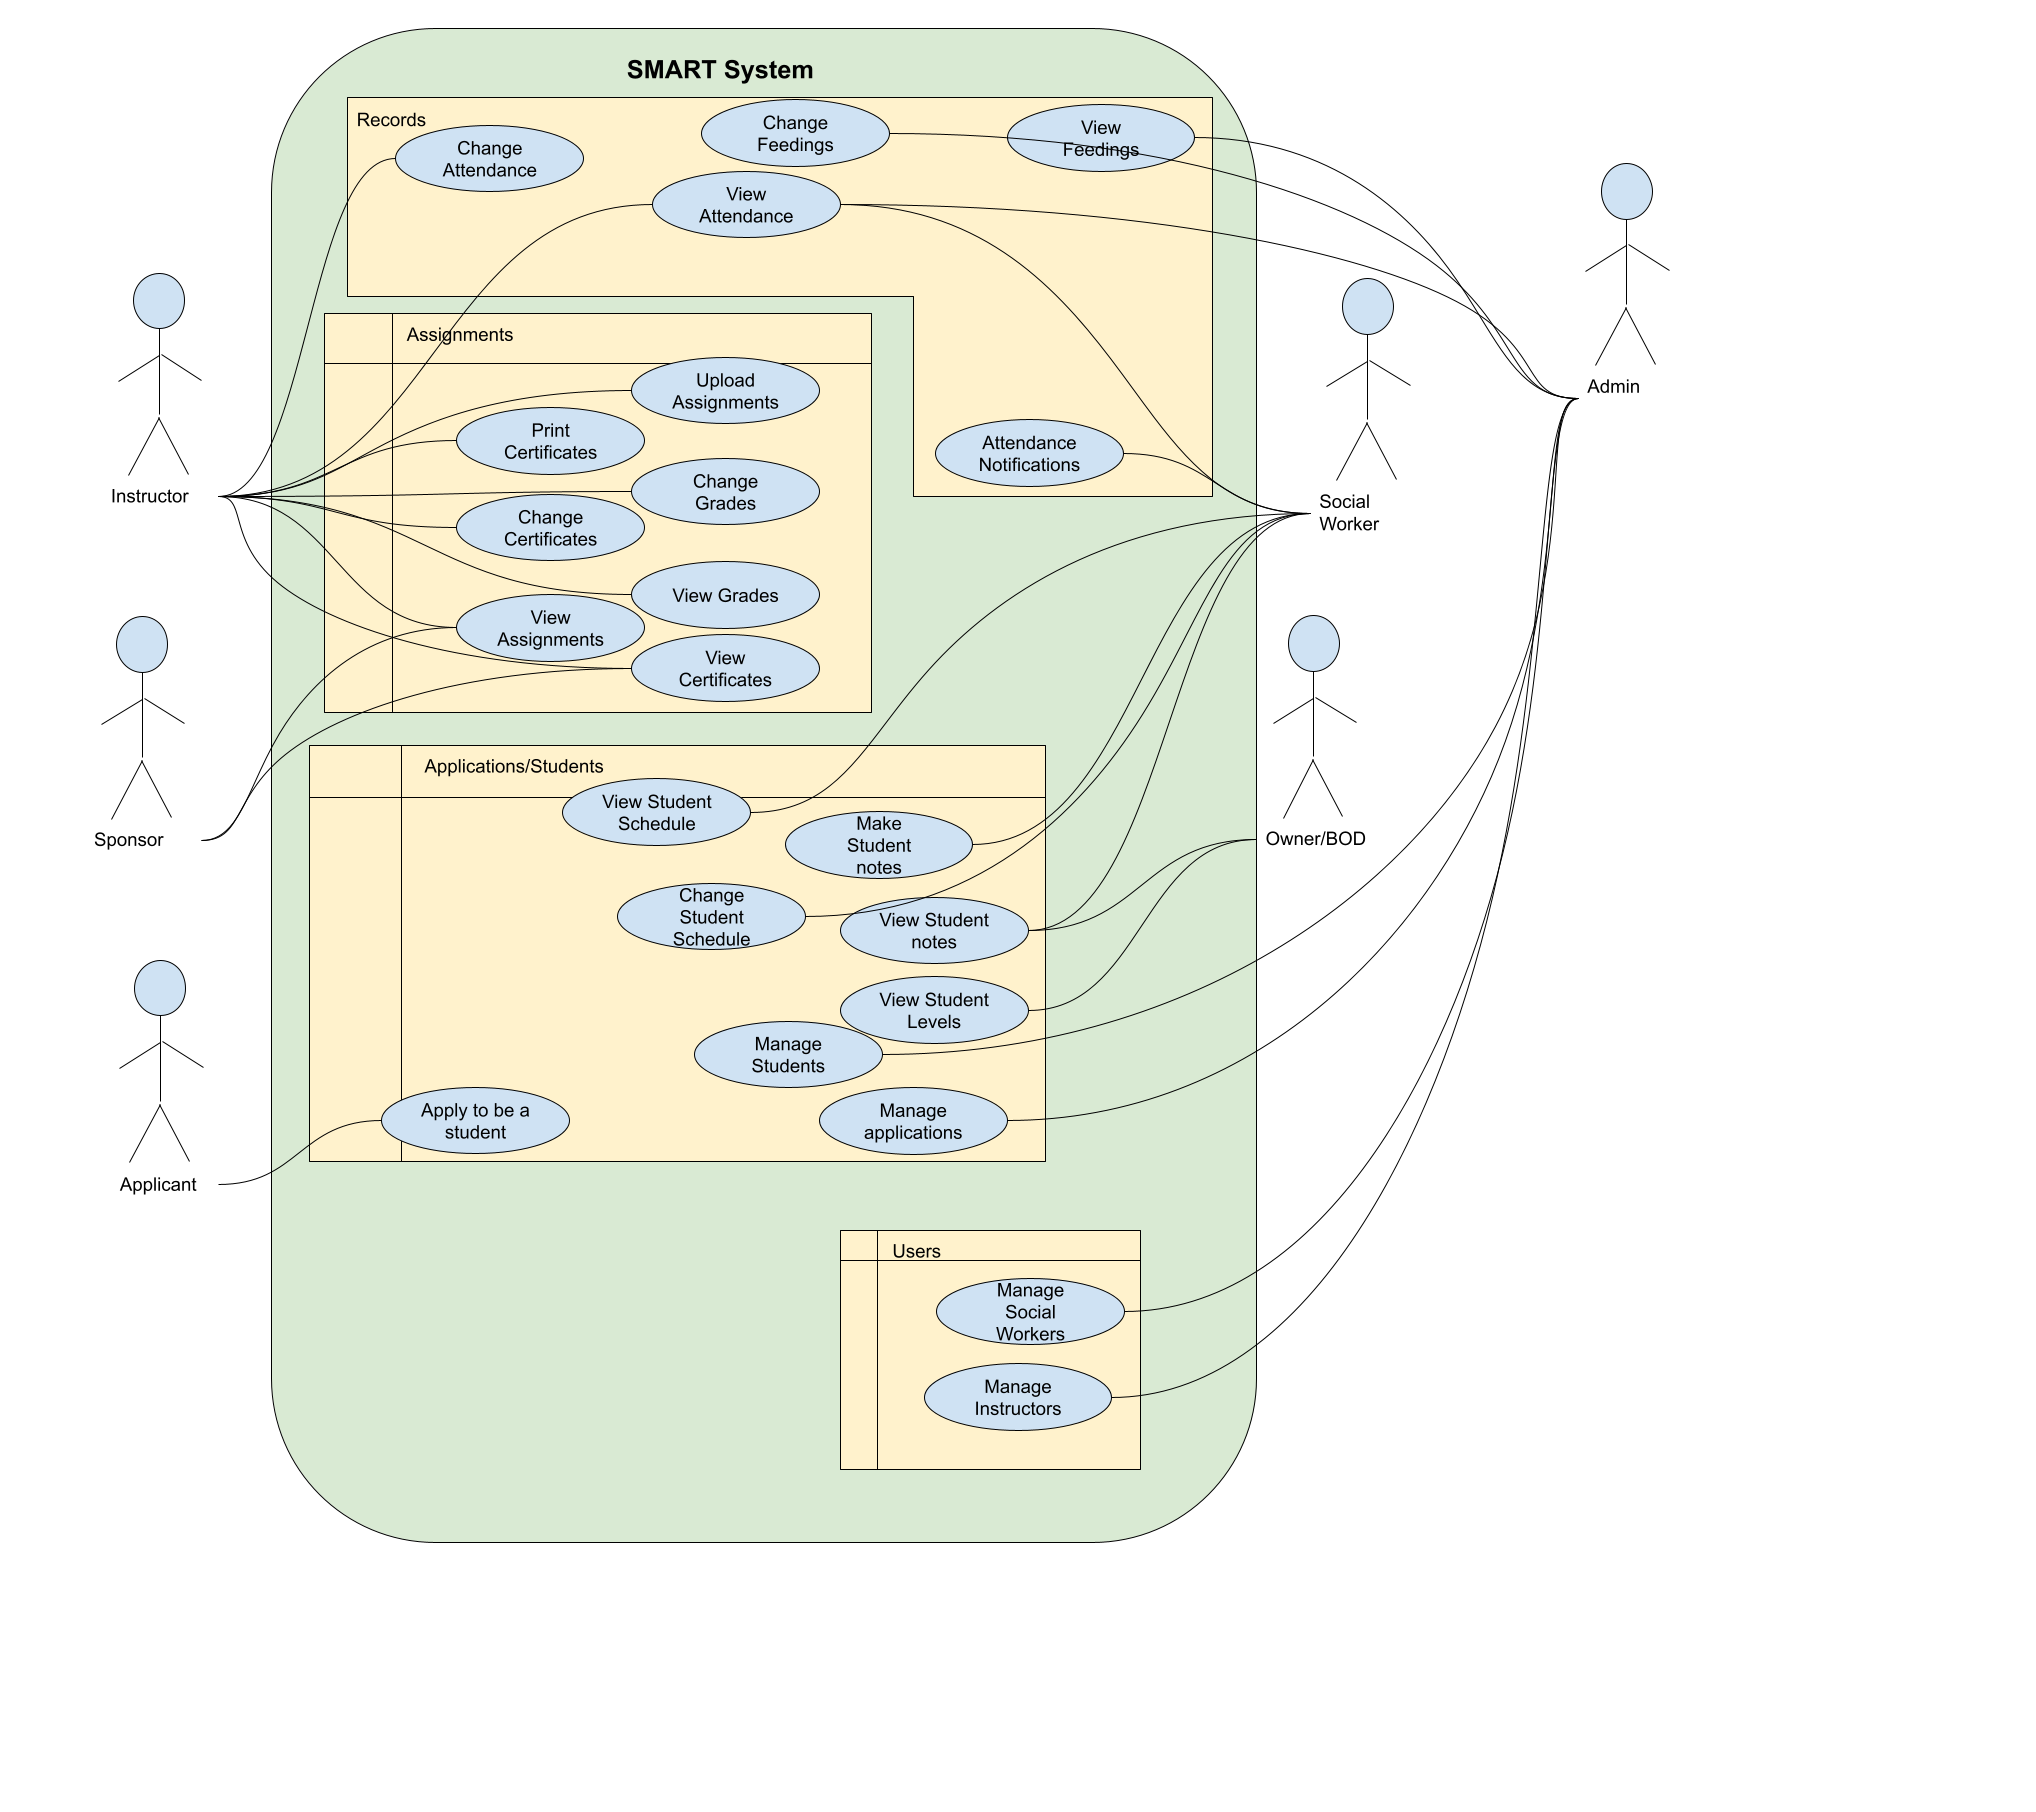 SMART System
Records
Change
Attendance
Change
Feedings
View
Feedings
View
Attendance
Attendance
Notifications
Assignments
Upload
Assignments
Print
Certificates
Change
Grades
Change
Certificates
View Grades
View
Assignments
View
Certificates
Applications/Students
View Student
Schedule
Make
Student
notes
Change
Student
Schedule
View Student
notes
View Student
Levels
Manage
Students
Apply to be a
student
Manage
applications
Users
Manage
Social
Workers
Manage
Instructors
Instructor
Sponsor
Applicant
Admin
Social
Worker
Owner/BOD